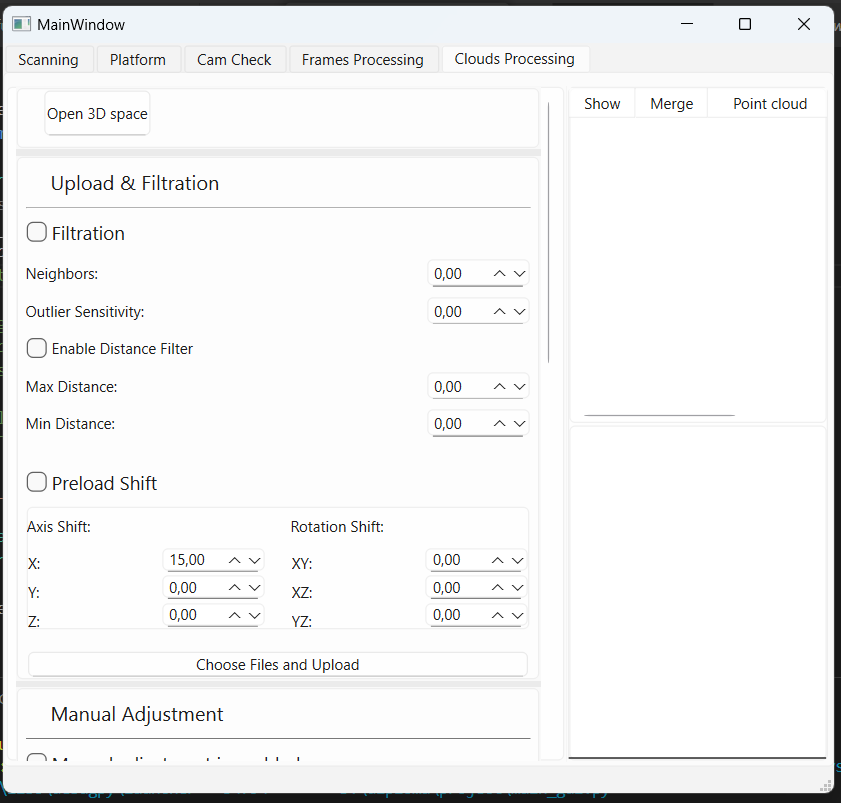 MainWindow
Scanning Platform Cam Check Frames Processing Clouds Processing
Open 3D space
Show Merge Point cloud
Upload & Filtration
Filtration
Neighbors: 0,00
Outlier Sensitivity: 0,00
Enable Distance Filter
Max Distance: 0,00
Min Distance: 0,00
Preload Shift
Axis Shift: Rotation Shift:
X: 15,00 XY: 0,00
Y: 0,00 XZ: 0,00
Z: 0,00 YZ: 0,00
Choose Files and Upload
Manual Adjustment